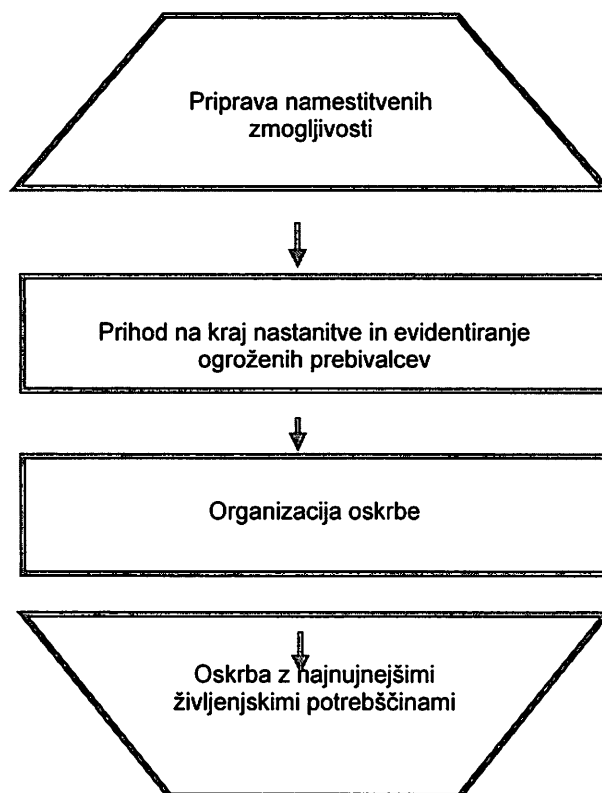 Priprava namestitvenih
zmogljivosti
Prihod na kraj nastanitve in evidentiranje
ogroženih prebivalcev
Organizacija oskrbe
Oskrba z najnujnejšimi
življenjskimi potrebščinami